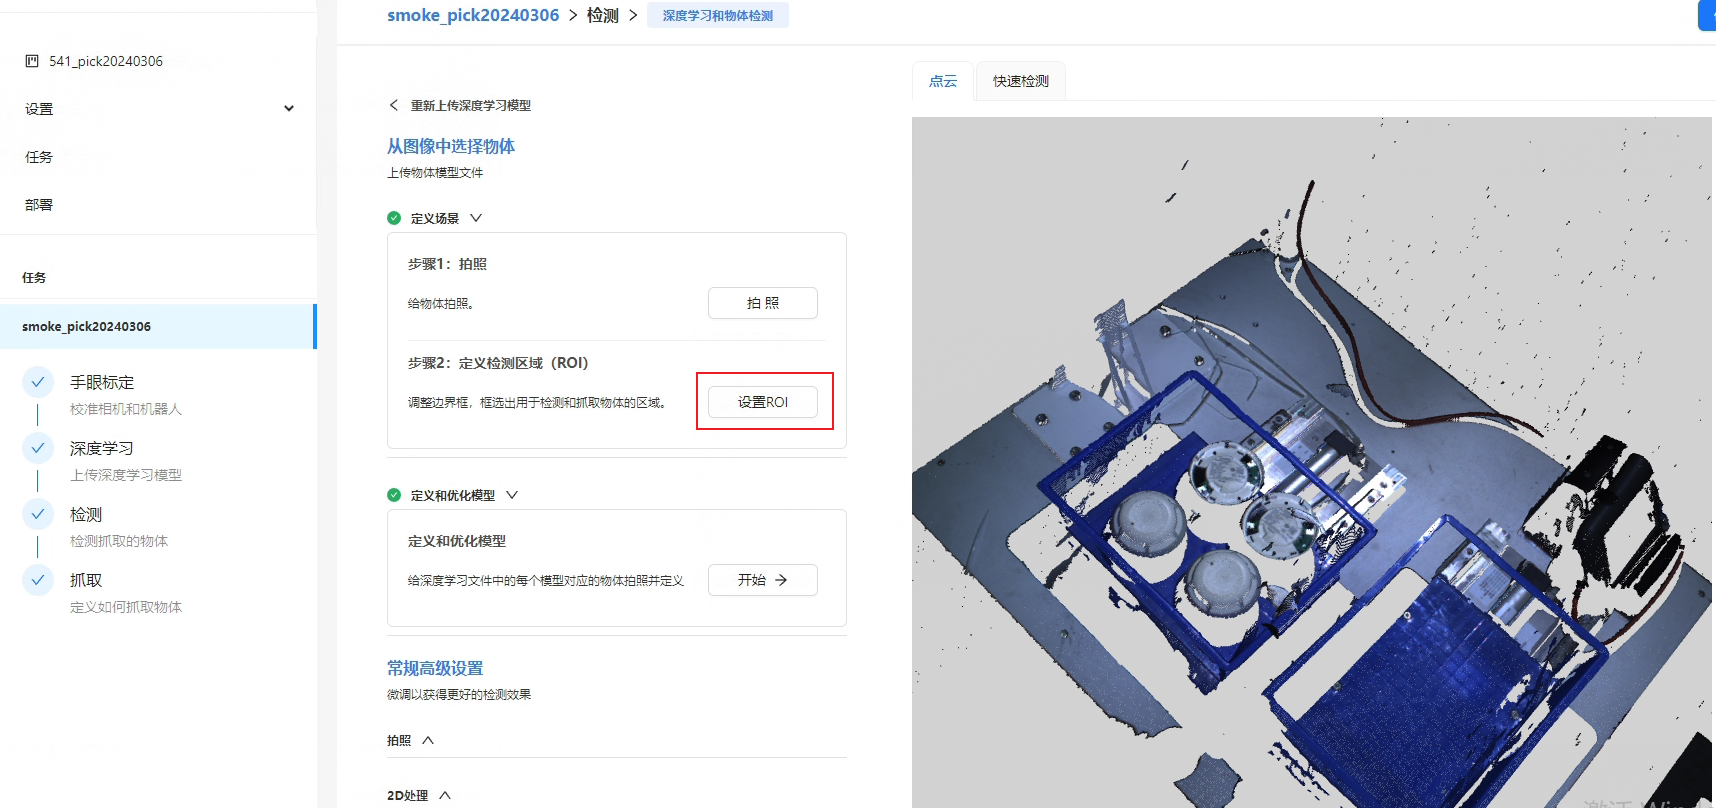 smoke_pick20240306 > 检测 > 深度学习和物体检测
541_pick20240306
设置
任务
部署
任务
smoke_pick20240306
手眼标定
校准相机和机器人
深度学习
上传深度学习模型
检测
检测抓取的物体
抓取
定义如何抓取物体
重新上传深度学习模型
从图像中选择物体
上传物体模型文件
定义场景
步骤1：拍照
给物体拍照。
拍 照
步骤2：定义检测区域（ROI）
调整边界框，框选出用于检测和抓取物体的区域。
设置ROI
定义和优化模型
定义和优化模型
给深度学习文件中的每个模型对应的物体拍照并定义
开始
常规高级设置
微调以获得更好的检测效果
拍照
2D处理
点云
快速检测